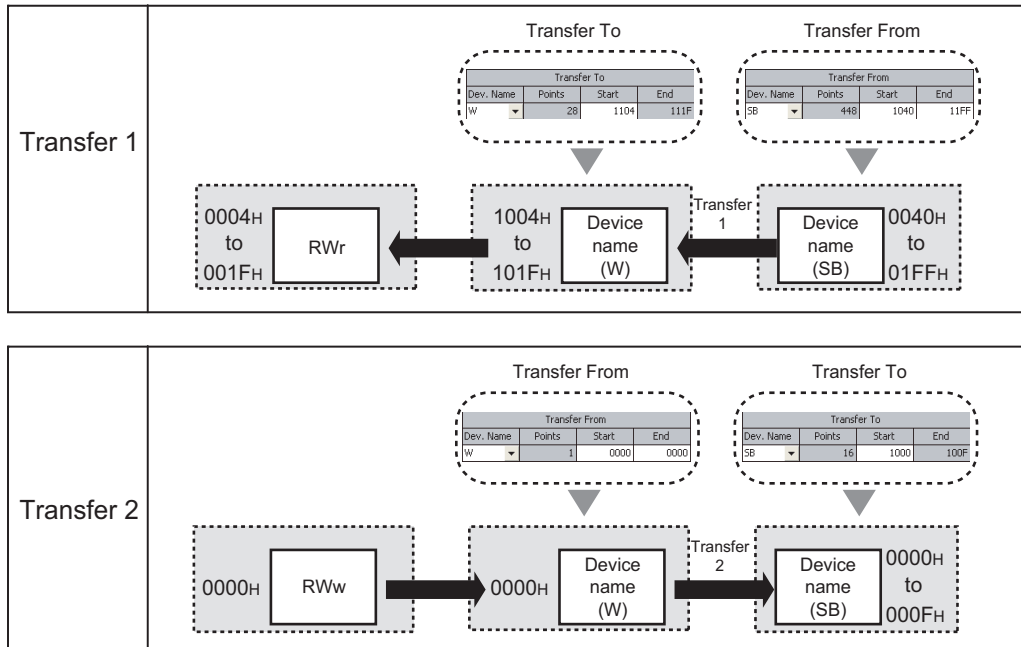 Transfer 1
Transfer To
Transfer From
Transfer To
Dev. Name Points Start End
W 28 1104 111F
Transfer From
Dev. Name Points Start End
SB 448 1040 11FF
0004H
to
001FH
RWr
1004H
to
101FH
Device
name
(W)
Transfer
1
Device
name
(SB)
0040H
to
01FFH
Transfer 2
Transfer From
Transfer To
Transfer From
Dev. Name Points Start End
W 1 0000 0000
Transfer To
Dev. Name Points Start End
SB 16 1000 100F
0000H
RWw
0000H
Device
name
(W)
Transfer
2
Device
name
(SB)
0000H
to
000FH